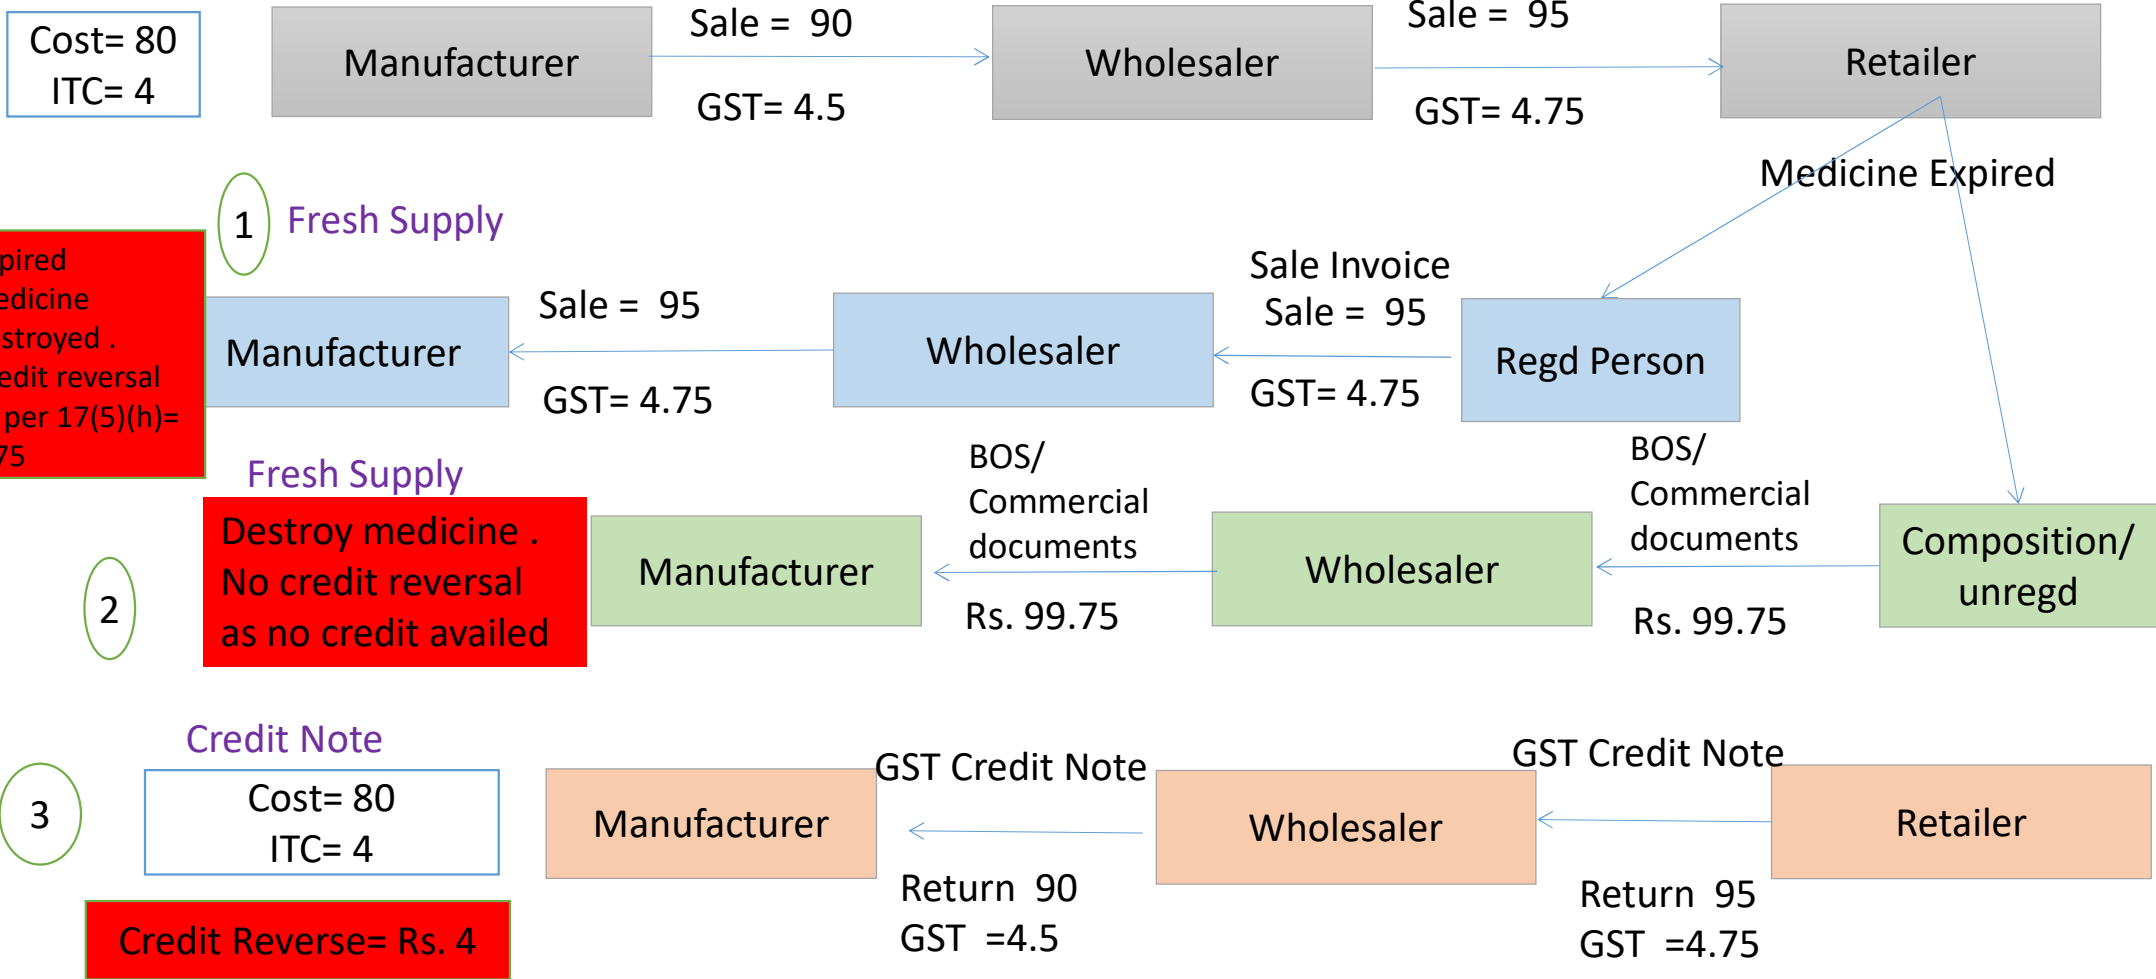 Cost= 80
ITC= 4
Manufacturer
Sale =  90
GST= 4.5
Wholesaler
Sale =  95
GST= 4.75
Retailer
Medicine Expired
1
Fresh Supply
destroyed .
credit reversal
per 17(5)(h)=
Manufacturer
Sale =  95
GST= 4.75
Wholesaler
Sale Invoice
Sale =  95
GST= 4.75
Regd Person
2
Fresh Supply
Destroy medicine .
No credit reversal
as no credit availed
Manufacturer
BOS/
Commercial
documents
Rs. 99.75
Wholesaler
BOS/
Commercial
documents
Rs. 99.75
Composition/
unregd
3
Credit Note
Cost= 80
ITC= 4
Credit Reverse= Rs. 4
Manufacturer
GST Credit Note
Return  90
GST  =4.5
Wholesaler
GST Credit Note
Return  95
GST  =4.75
Retailer